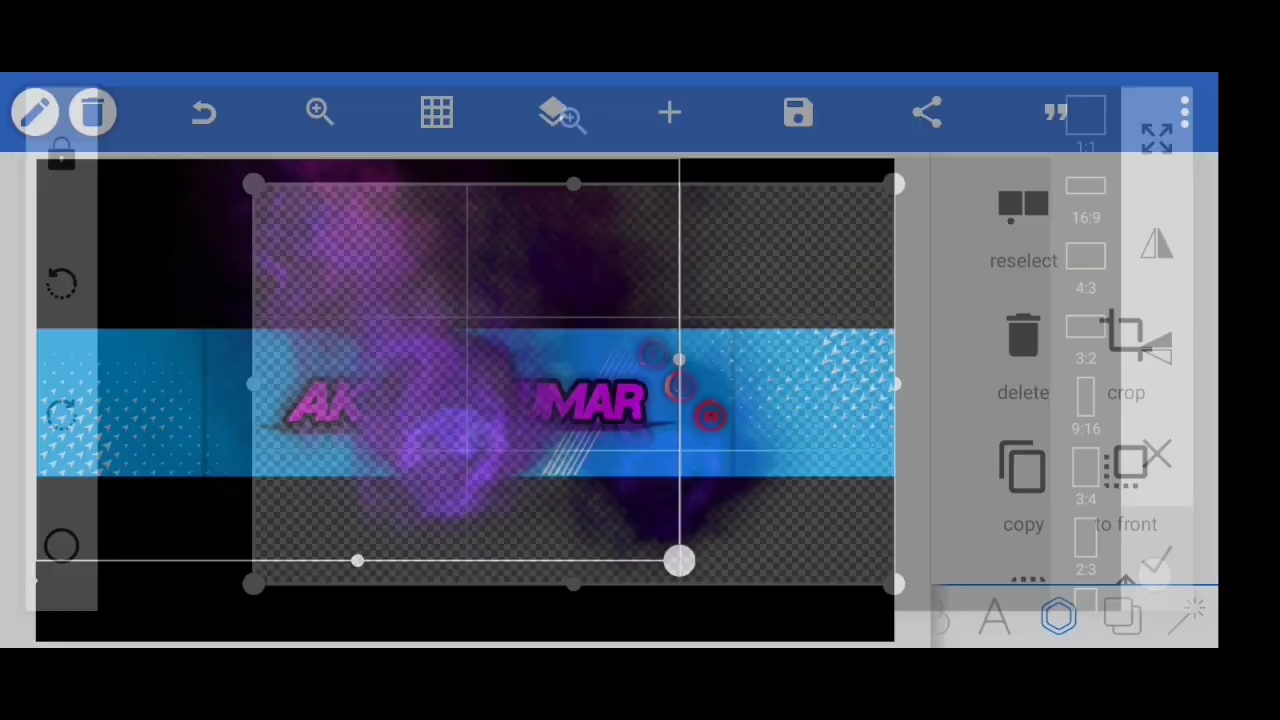 1:1
16:9
reselect
4:3
3:2
delete
crop
9:16
3:4
copy
to front
2:3
AK
MAR
A